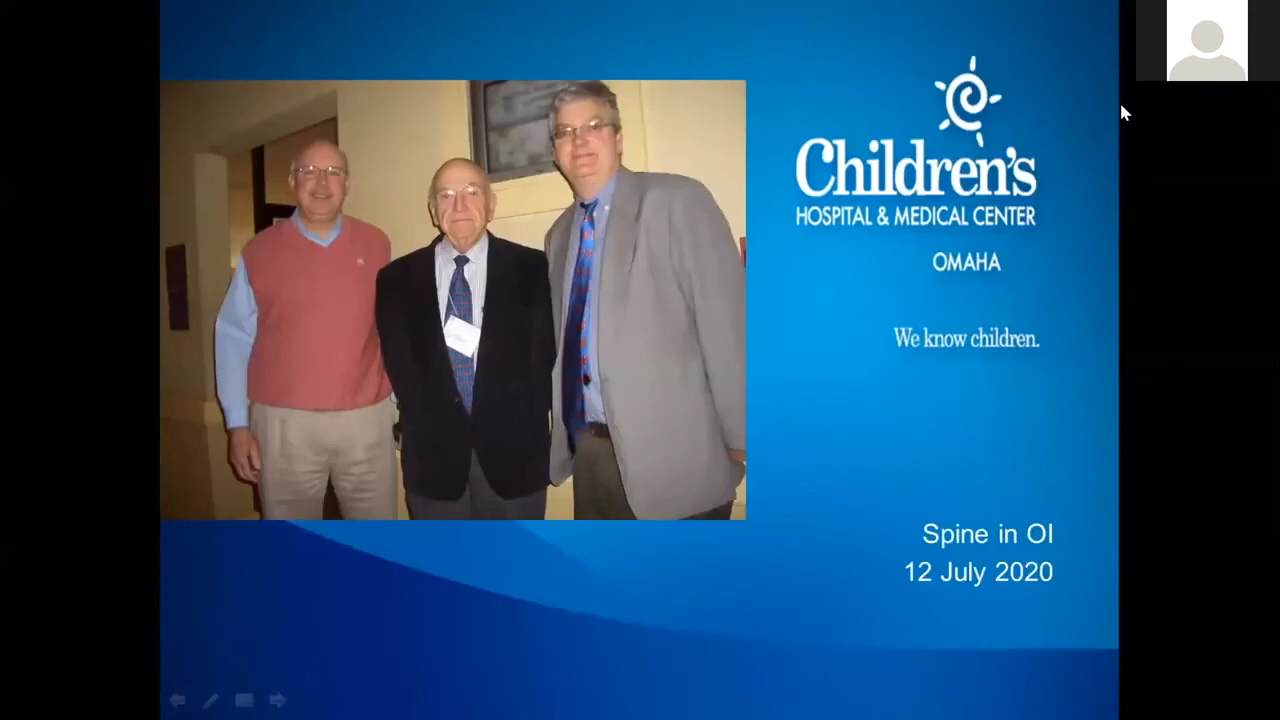 Children's
HOSPITAL & MEDICAL CENTER
OMAHA
We know children.
Spine in OI
12 July 2020